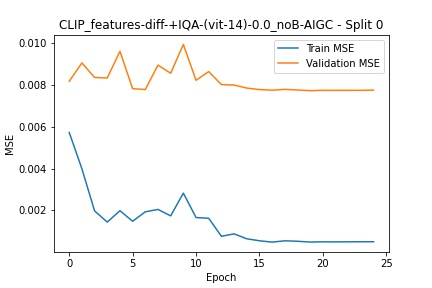 CLIP_features-diff-+IQA-(vit-14)-0.0_noB-AIGC - Split 0
Train MSE
Validation MSE
MSE
0.010
0.008
0.006
0.004
0.002
0 5 10 15 20 25
Epoch